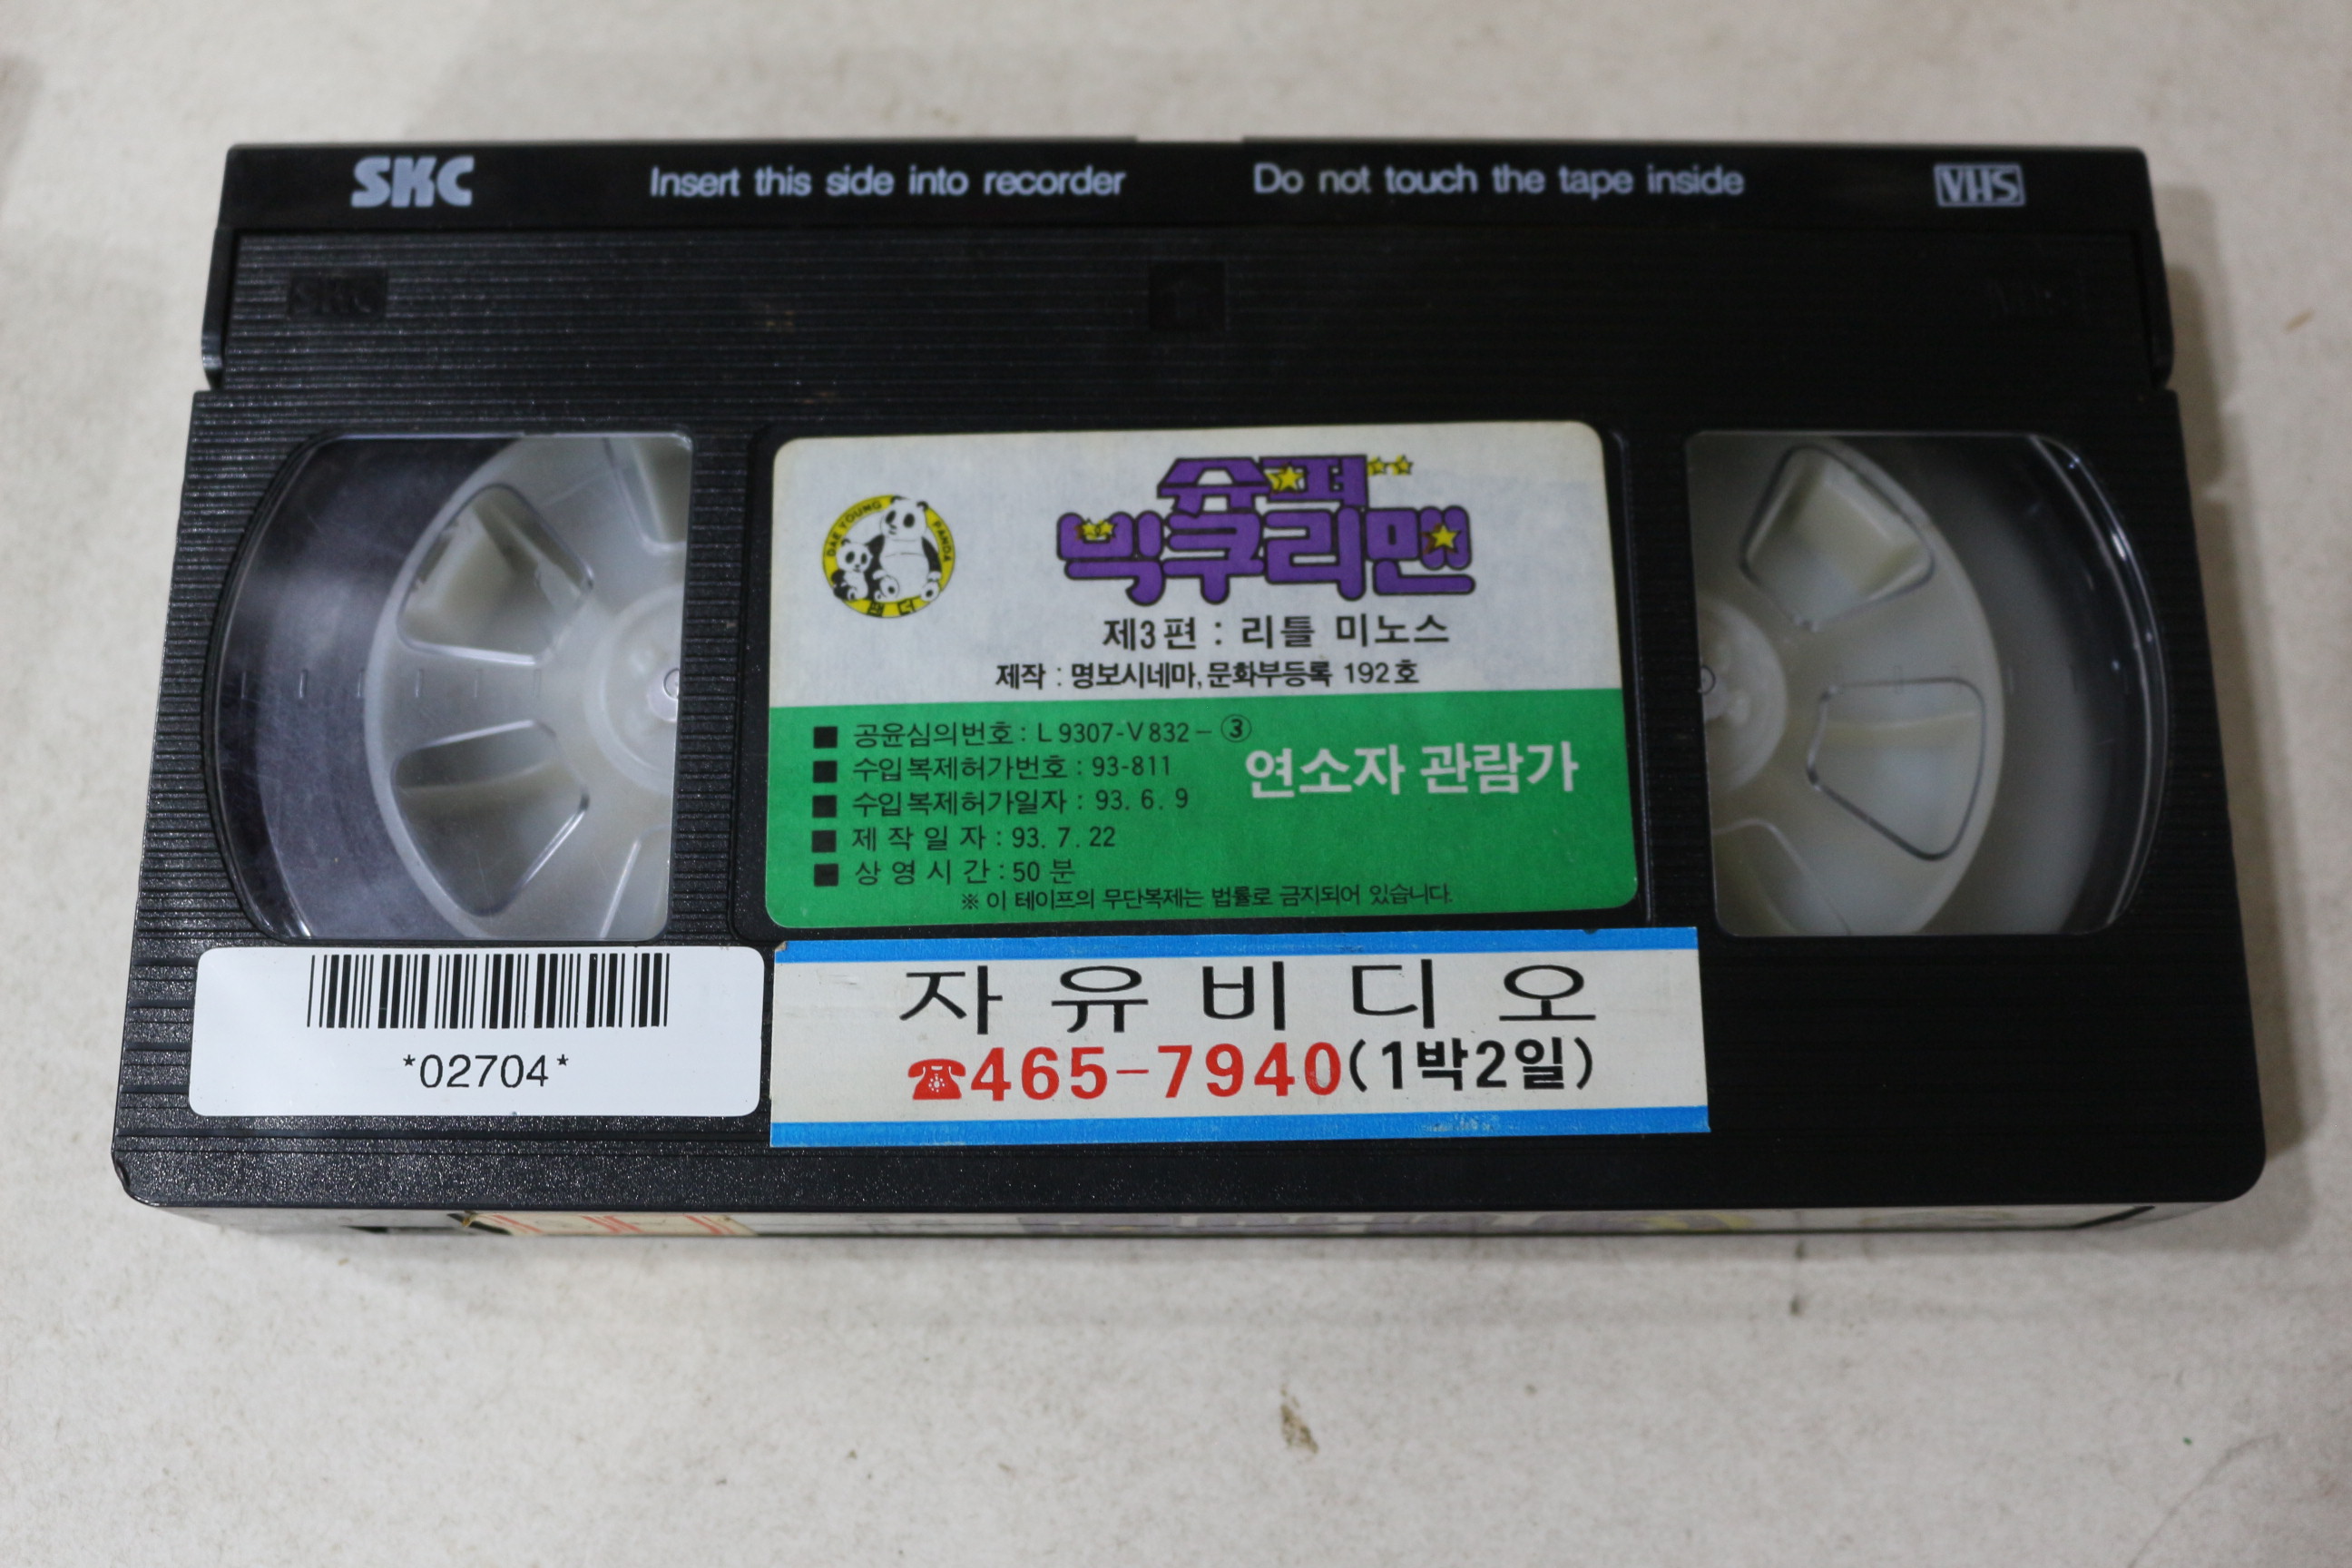 SKC Insert this side into recorder Do not touch the tape inside VHS
SKC
DAE YOUNG PANDA
팬더
슈퍼
빅쿠리맨
제3편 : 리틀 미노스
제작 : 명보시네마, 문화부등록 192호
■ 공윤심의번호 : L 9307-V 832 - ③
■ 수입복제허가번호 : 93-811
연소자 관람가
■ 수입복제허가일자 : 93. 6. 9
■ 제 작 일 자 : 93. 7. 22
■ 상 영 시 간 : 50 분
※ 이 테이프의 무단복제는 법률로 금지되어 있습니다.
자 유 비 디 오
☎465-7940(1박2일)
*02704*